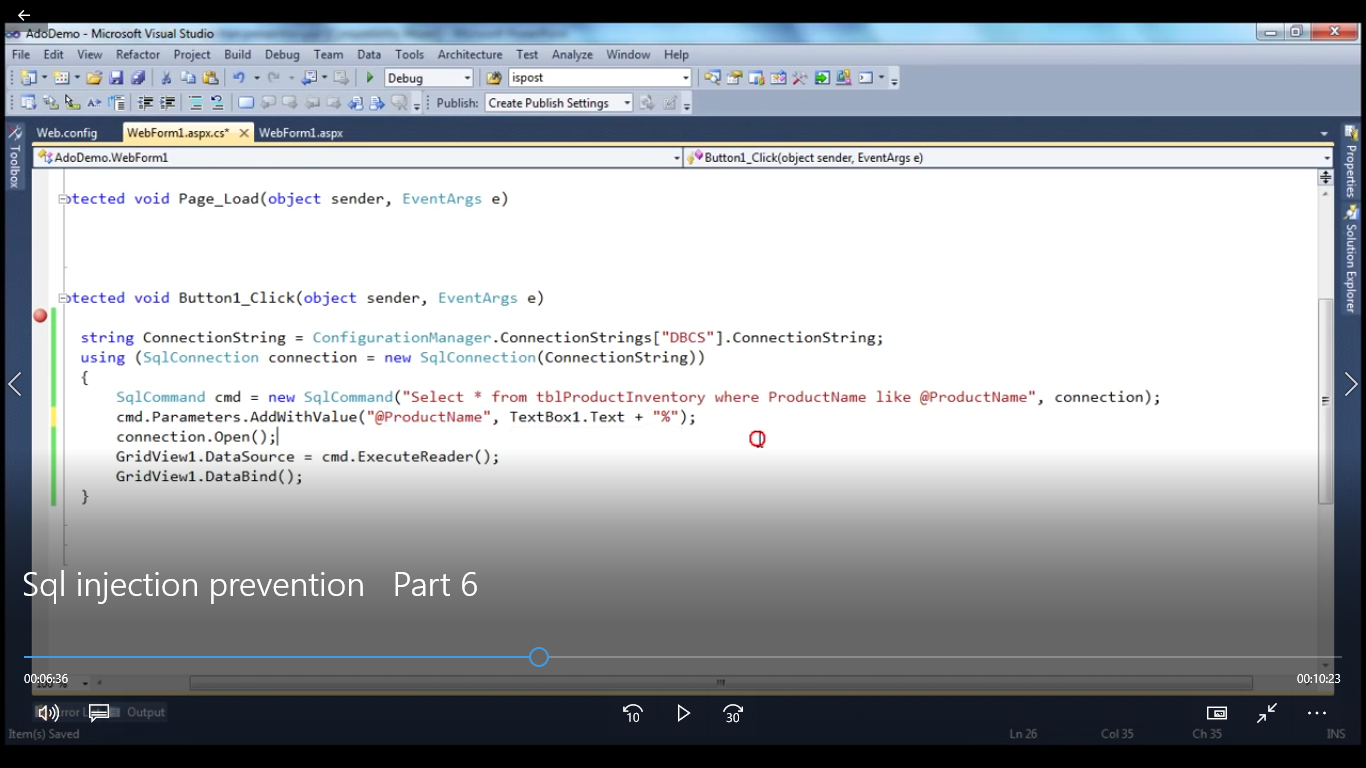 AdoDemo - Microsoft Visual Studio
File Edit View Refactor Project Build Debug Team Data Tools Architecture Test Analyze Window Help
Debug ispost
Publish: Create Publish Settings
Web.config WebForm1.aspx.cs* WebForm1.aspx
Toolbox
Properties
Solution Explorer
AdoDemo.WebForm1 Button1_Click(object sender, EventArgs e)
otected void Page_Load(object sender, EventArgs e)
otected void Button1_Click(object sender, EventArgs e)
string ConnectionString = ConfigurationManager.ConnectionStrings["DBCS"].ConnectionString;
using (SqlConnection connection = new SqlConnection(ConnectionString))
{
SqlCommand cmd = new SqlCommand("Select * from tblProductInventory where ProductName like @ProductName", connection);
cmd.Parameters.AddWithValue("@ProductName", TextBox1.Text + "%");
connection.Open();
GridView1.DataSource = cmd.ExecuteReader();
GridView1.DataBind();
}
Sql injection prevention Part 6
00:06:36 00:10:23
10 30
Output
Item(s) Saved Ln 26 Col 35 Ch 35 INS